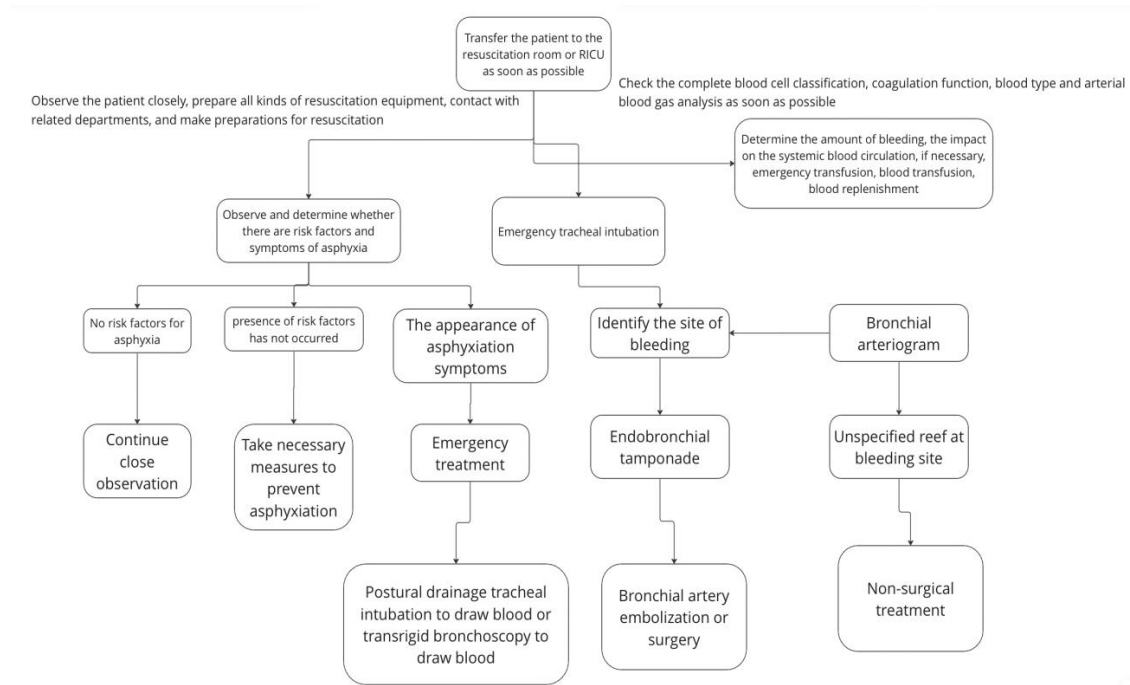 Transfer the patient to the
resuscitation room or RICU
as soon as possible
Observe the patient closely, prepare all kinds of resuscitation equipment, contact with
related departments, and make preparations for resuscitation
Check the complete blood cell classification, coagulation function, blood type and arterial
blood gas analysis as soon as possible
Determine the amount of bleeding, the impact
on the systemic blood circulation, if necessary,
emergency transfusion, blood transfusion,
blood replenishment
Observe and determine whether
there are risk factors and
symptoms of asphyxia
Emergency tracheal intubation
No risk factors for
asphyxia
presence of risk factors
has not occurred
The appearance of
asphyxiation
symptoms
Identify the site of
bleeding
Bronchial
arteriogram
Continue
close
observation
Take necessary
measures to
prevent
asphyxiation
Emergency
treatment
Endobronchial
tamponade
Unspecified reef at
bleeding site
Postural drainage tracheal
intubation to draw blood or
transrigid bronchoscopy to
draw blood
Bronchial artery
embolization or
surgery
Non-surgical
treatment